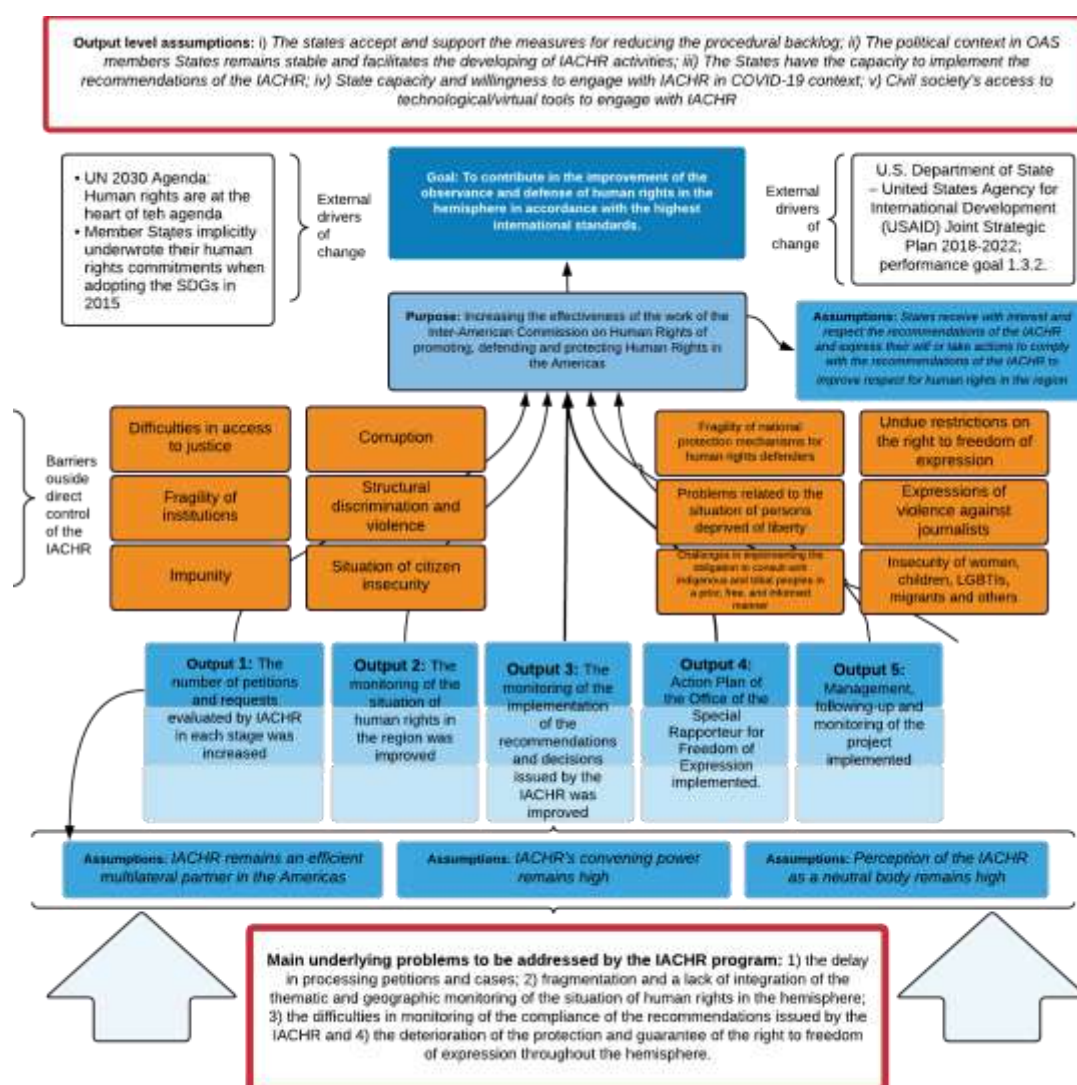 Output level assumptions: i) The states accept and support the measures for reducing the procedural backlog; ii) The political context in OAS
members States remains stable and facilitates the developing of IACHR activities; iii) The States have the capacity to implement the
recommendations of the IACHR; iv) State capacity and willingness to engage with IACHR in COVID-19 context; v) Civil society's access to
technological/virtual tools to engage with IACHR
• UN 2030 Agenda:
Human rights are at the
heart of teh agenda
• Member States implicitly
underwrote their human
rights commitments when
adopting the SDGs in
2015
External
drivers
of
change
Goal: To contribute in the improvement of the
observance and defense of human rights in the
hemisphere in accordance with the highest
international standards.
External
drivers
of
change
U.S. Department of State
– United States Agency for
International Development
(USAID) Joint Strategic
Plan 2018-2022;
performance goal 1.3.2.
Purpose: Increasing the effectiveness of the work of the
Inter-American Commission on Human Rights of
promoting, defending and protecting Human Rights in
the Americas
Assumptions: States receive with interest and
respect the recommendations of the IACHR
and express their will or take actions to comply
with the recommendations of the IACHR to
improve respect for human rights in the region
Barriers
ouside
direct
control
of the
IACHR
Difficulties in access
to justice
Corruption
Fragility of
institutions
Structural
discrimination and
violence
Impunity
Situation of citizen
insecurity
Fragility of national
protection mechanisms for
human rights defenders
Undue restrictions on
the right to freedom of
expression
Problems related to the
situation of persons
deprived of liberty
Expressions of
violence against
journalists
Challenges in implementing the
obligation to consult with
indigenous and tribal peoples in
a prior, free, and informed
manner
Insecurity of women,
children, LGBTIs,
migrants and others
Output 1: The
number of petitions
and requests
evaluated by IACHR
in each stage was
increased
Output 2: The
monitoring of the
situation of
human rights in
the region was
improved
Output 3: The
monitoring of the
implementation
of the
recommendations
and decisions
issued by the
IACHR was
improved
Output 4:
Action Plan of
the Office of the
Special
Rapporteur for
Freedom of
Expression
implemented.
Output 5:
Management,
following-up and
monitoring of the
project
implemented
Assumptions: IACHR remains an efficient
multilateral partner in the Americas
Assumptions: IACHR's convening power
remains high
Assumptions: Perception of the IACHR
as a neutral body remains high
Main underlying problems to be addressed by the IACHR program: 1) the delay
in processing petitions and cases; 2) fragmentation and a lack of integration of the
thematic and geographic monitoring of the situation of human rights in the hemisphere;
3) the difficulties in monitoring of the compliance of the recommendations issued by the
IACHR and 4) the deterioration of the protection and guarantee of the right to freedom
of expression throughout the hemisphere.